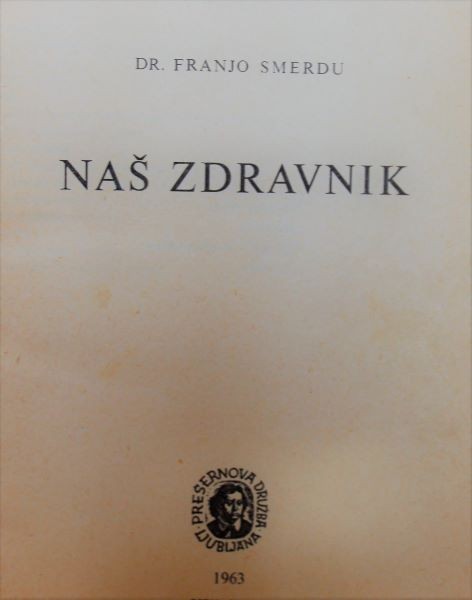 DR. FRANJO SMERDU
NAŠ ZDRAVNIK
PREŠERNOVA DRUŽBA
LJUBLJANA
1963